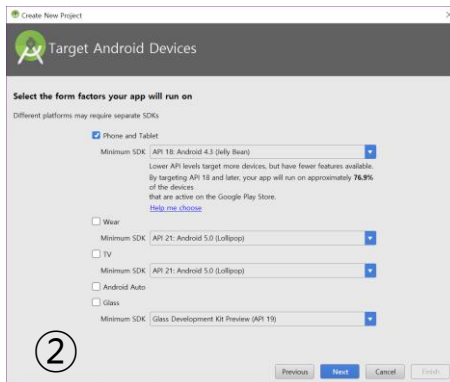 Create New Project
Target Android Devices
Select the form factors your app will run on
Different platforms may require separate SDKs
Phone and Tablet
Minimum SDK API 18: Android 4.3 (Jelly Bean)
Lower API levels target more devices, but have fewer features available.
By targeting API 18 and later, your app will run on approximately 76.9%
of the devices
that are active on the Google Play Store.
Help me choose
Wear
Minimum SDK API 21: Android 5.0 (Lollipop)
TV
Minimum SDK API 21: Android 5.0 (Lollipop)
Android Auto
Glass
Minimum SDK Glass Development Kit Preview (API 19)
②
Previous Next Cancel Finish